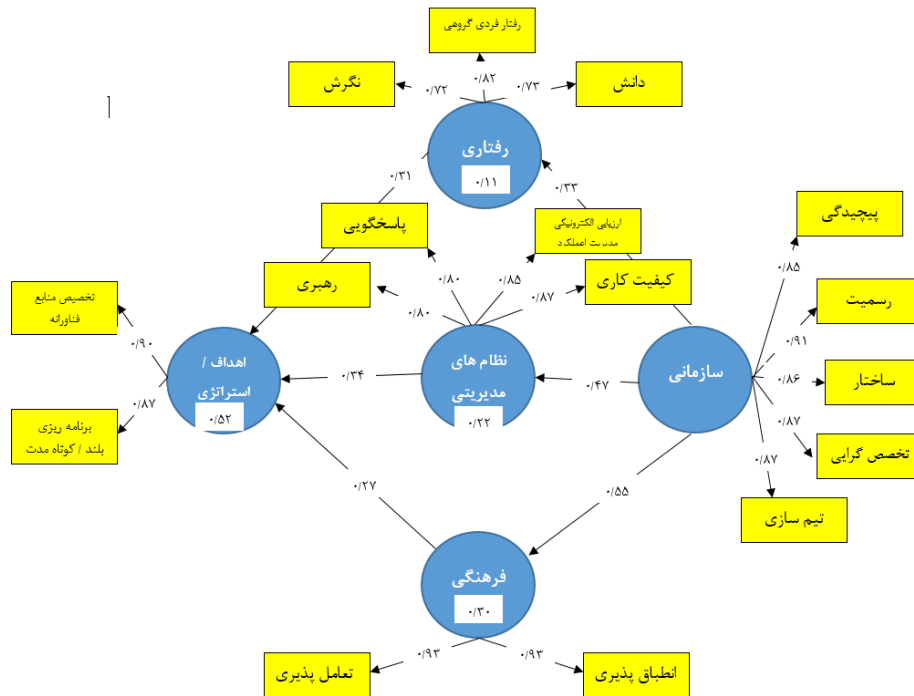 رفتار فردی گروهی
نگرش
دانش
۰/۷۲
۰/۸۲
۰/۷۳
رفتاری
۰/۱۱
۰/۳۱
۰/۳۳
پیچیدگی
پاسخگویی
ارزیابی الکترونیکی
مدیریت اعملکرد
۰/۸۵
رهبری
کیفیت کاری
۰/۸۰
۰/۸۵
۰/۸۰
۰/۸۷
تخصیص منابع
فناورانه
رسمیت
۰/۹۱
۰/۹۰
اهداف /
استراتژی
۰/۵۲
۰/۳۴
نظام های
مدیریتی
۰/۲۲
۰/۴۷
سازمانی
۰/۸۶
ساختار
۰/۸۷
برنامه ریزی
بلند / کوتاه مدت
۰/۸۷
تخصص گرایی
۰/۸۷
تیم سازی
۰/۲۷
۰/۵۵
فرهنگی
۰/۳۰
۰/۹۳
۰/۹۳
تعامل پذیری
انطباق پذیری